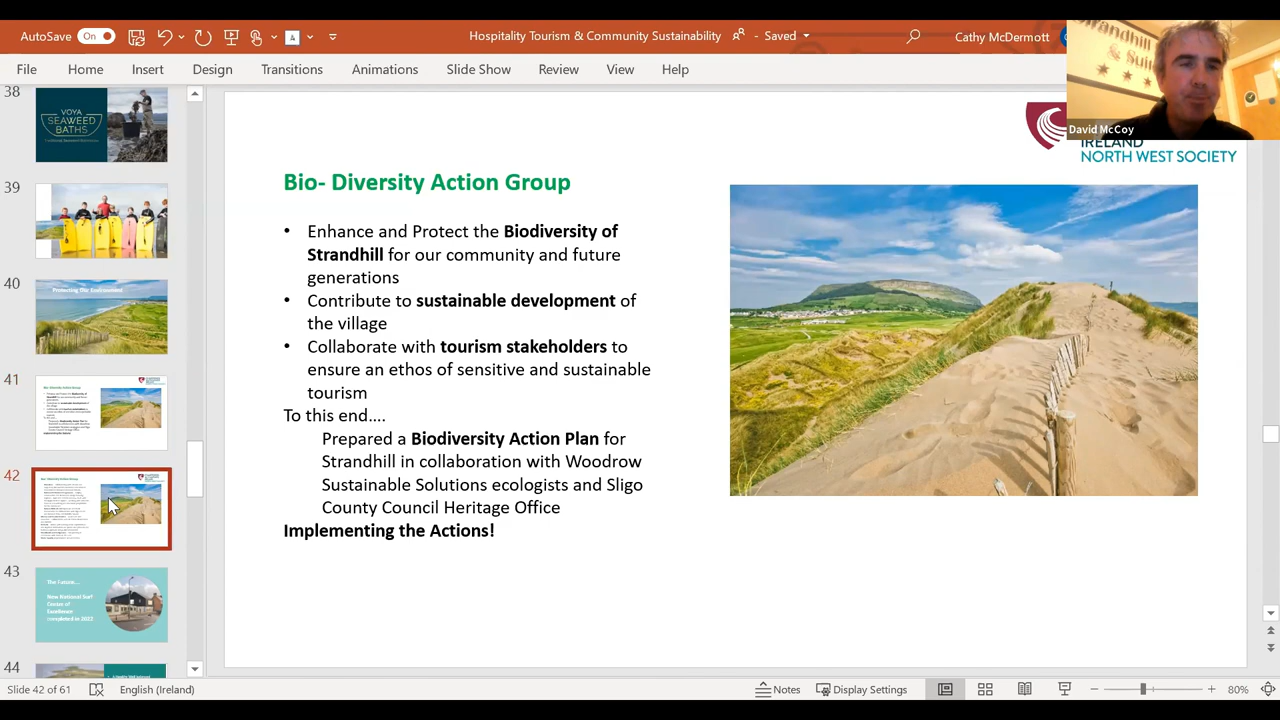 AutoSave On
Hospitality Tourism & Community Sustainability - Saved
Cathy McDermott
File Home Insert Design Transitions Animations Slide Show Review View Help
Strandhill
& Suite
David McCoy
IRELAND
NORTH WEST SOCIETY
38
VOYA
SEAWEED
BATHS
39
40
Protecting Our Environment
41
42
43
The Future...
New National Surf
Centre of
Excellence
completed in 2022
44
Bio- Diversity Action Group
• Enhance and Protect the Biodiversity of
Strandhill for our community and future
generations
• Contribute to sustainable development of
the village
• Collaborate with tourism stakeholders to
ensure an ethos of sensitive and sustainable
tourism
To this end....
Prepared a Biodiversity Action Plan for
Strandhill in collaboration with Woodrow
Sustainable Solutions ecologists and Sligo
County Council Heritage Office
Implementing the Actions!
Slide 42 of 61 English (Ireland) Notes Display Settings 80%